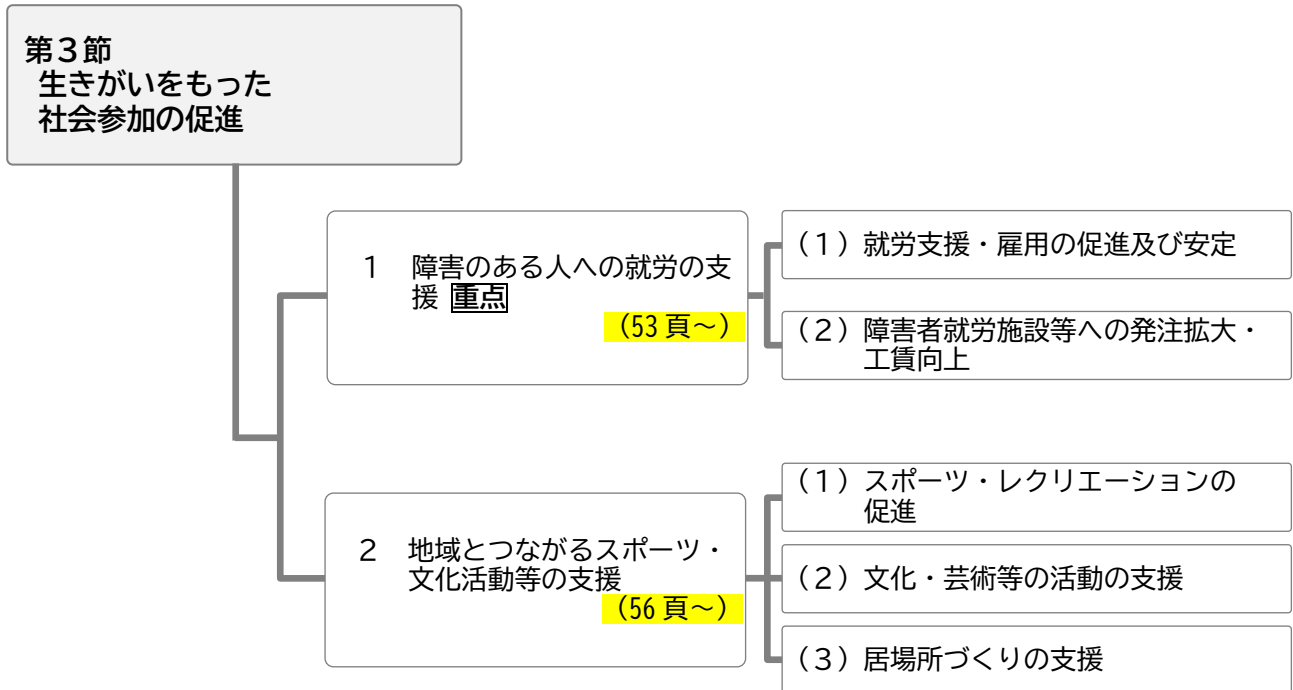 第3節
生きがいをもった
社会参加の促進
1 障害のある人への就労の支
援 重点
（53 頁～）
（1）就労支援・雇用の促進及び安定
（2）障害者就労施設等への発注拡大・
工賃向上
2 地域とつながるスポーツ・
文化活動等の支援
（56 頁～）
（1）スポーツ・レクリエーションの
促進
（2）文化・芸術等の活動の支援
（3）居場所づくりの支援